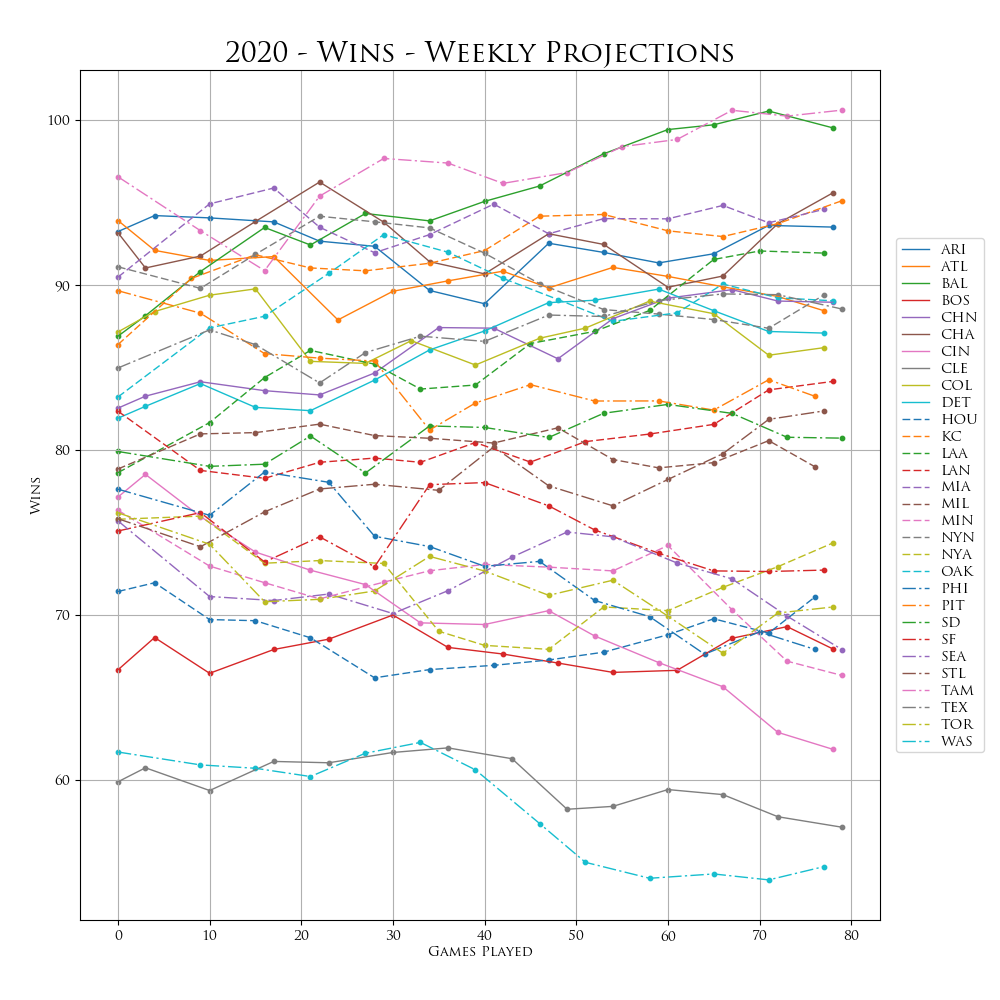 2020 - Wins - Weekly Projections
100
90
80
70
60
Wins
0 10 20 30 40 50 60 70 80
Games Played
ARI
ATL
BAL
BOS
CHN
CHA
CIN
CLE
COL
DET
HOU
KC
LAA
LAN
MIA
MIL
MIN
NYN
NYA
OAK
PHI
PIT
SD
SF
SEA
STL
TAM
TEX
TOR
WAS